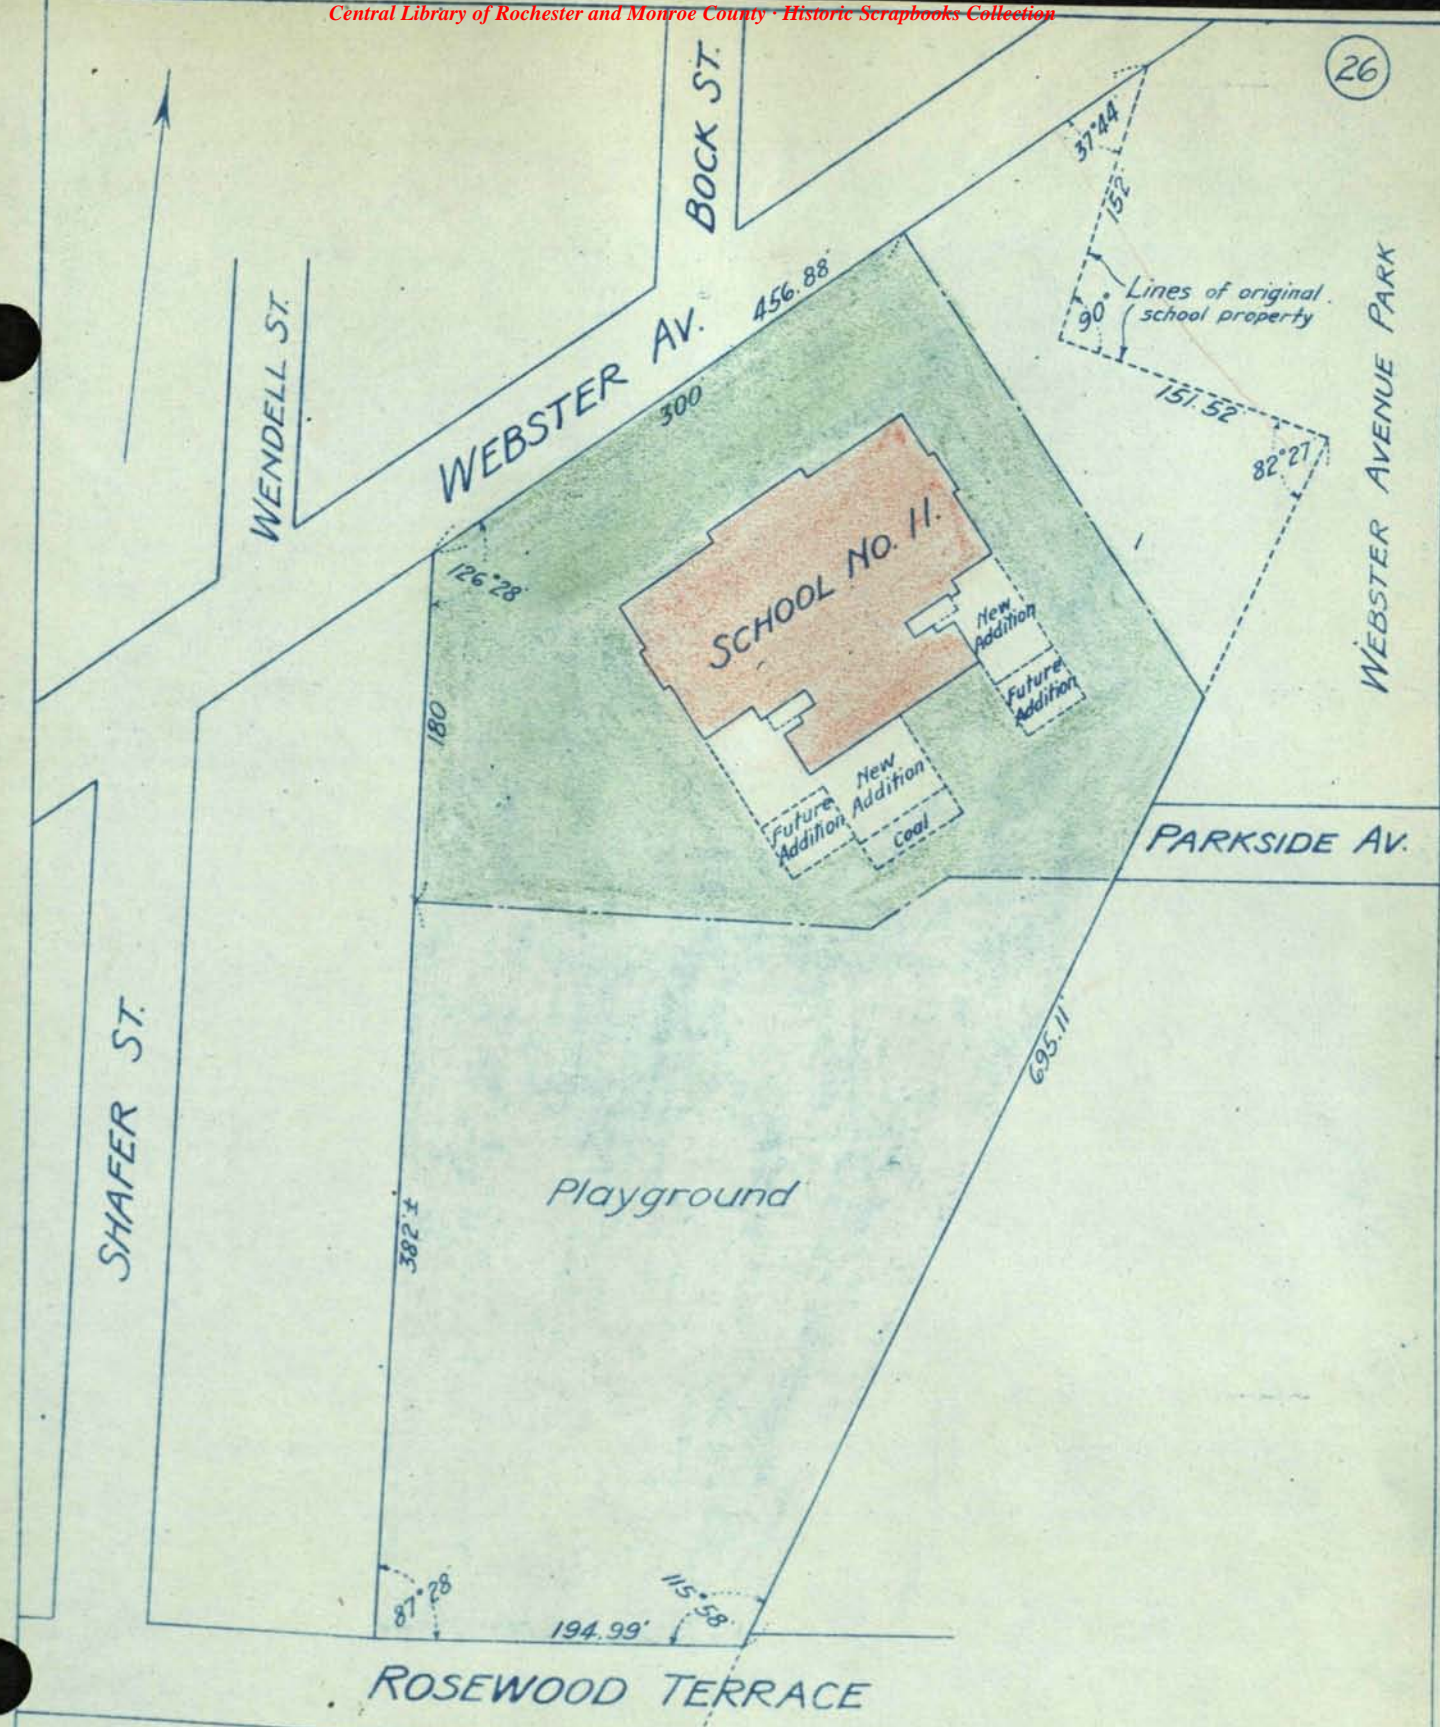 Central Library of Rochester and Monroe County · Historic Scrapbooks Collection
26
BOCK ST.
37°44'
152'
Lines of original
school property
90°
151.52'
82°27'
WEBSTER AVENUE PARK
WENDELL ST.
WEBSTER AV.
456.88'
300'
126°28'
SCHOOL No. 11.
New
Addition
Future
Addition
180'
New
Addition
Future
Addition
Coal
PARKSIDE AV.
SHAFER ST.
695.11'
Playground
382'±
87°28'
115°58'
194.99'
ROSEWOOD TERRACE